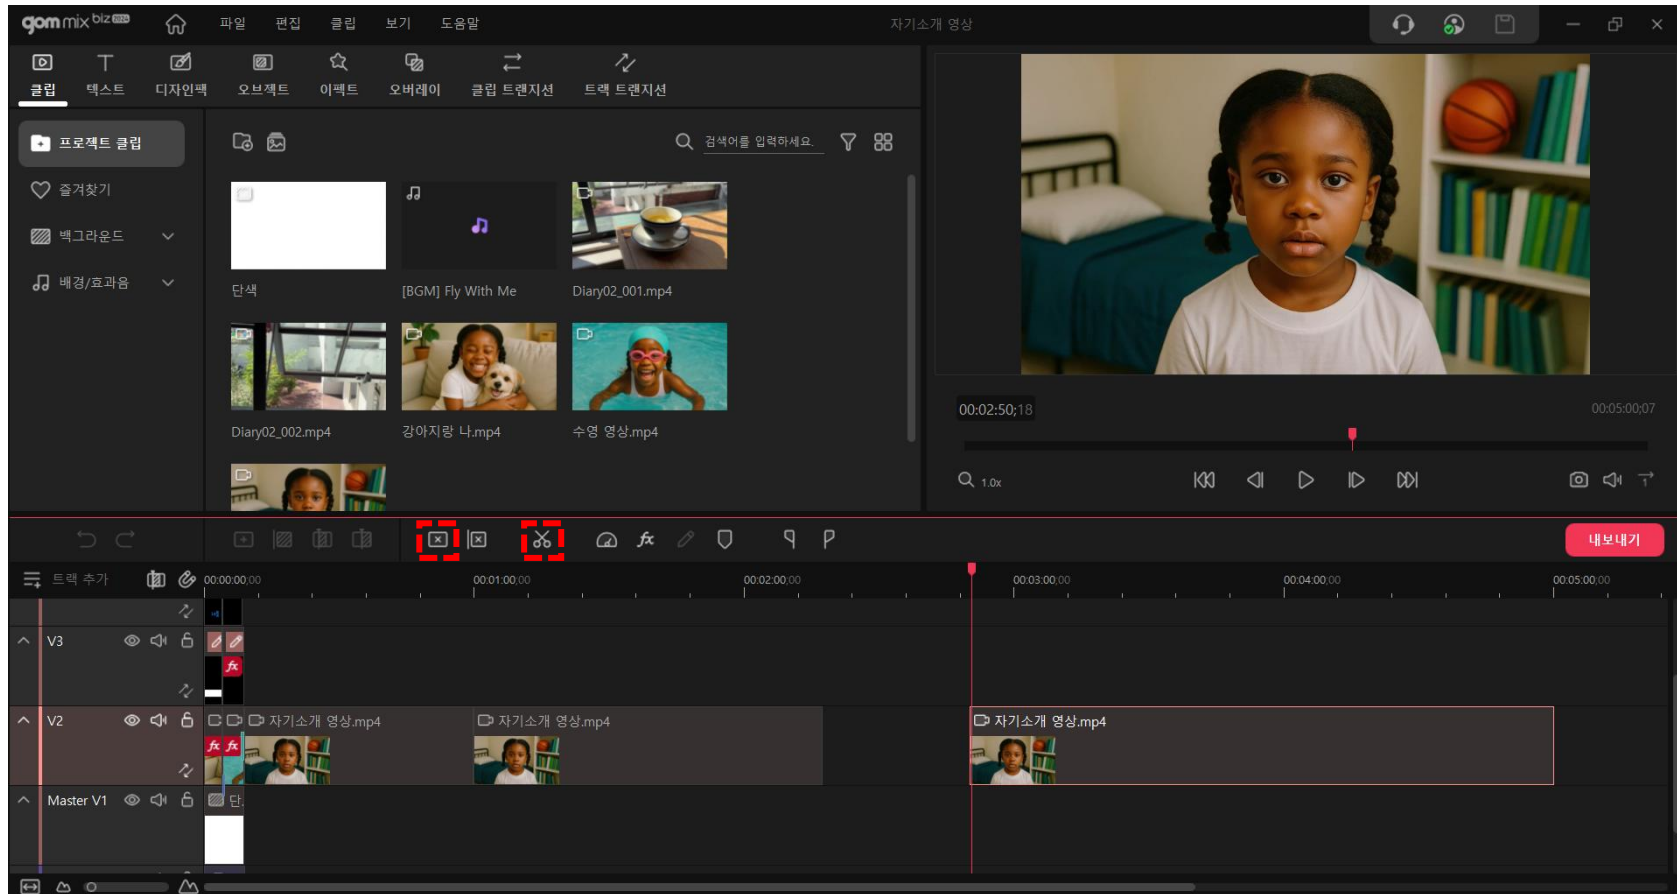 gom mix biz 2024
파일 편집 클립 보기 도움말
자기소개 영상
클립 텍스트 디자인팩 오브젝트 이펙트 오버레이 클립 트랜지션 트랙 트랜지션
프로젝트 클립
즐겨찾기
백그라운드
배경/효과음
검색어를 입력하세요.
단색
[BGM] Fly With Me
Diary02_001.mp4
Diary02_002.mp4
강아지랑 나.mp4
수영 영상.mp4
00:02:50;18
00:05:00;07
1.0x
1
fx
내보내기
트랙 추가
00:00:00;00
00:01:00;00
00:02:00;00
00:03:00;00
00:04:00;00
00:05:00;00
V3
fx
V2
자기소개 영상.mp4
자기소개 영상.mp4
자기소개 영상.mp4
fx fx
Master V1
단.